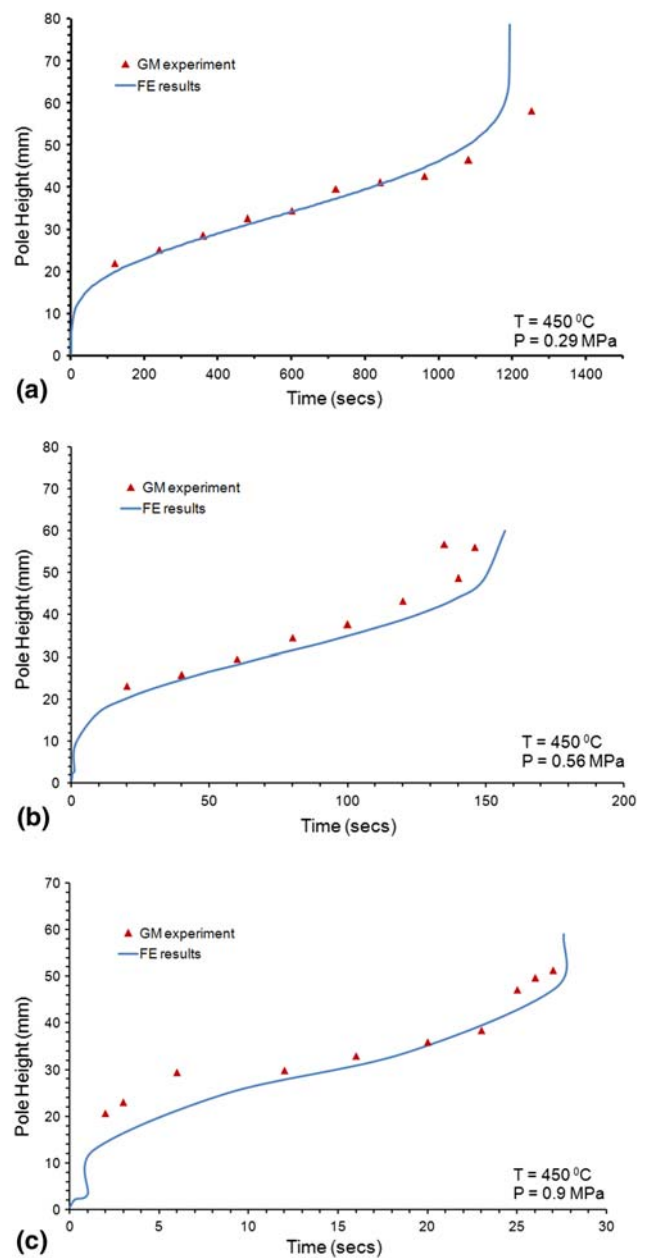 80
70
60
50
40
30
20
10
0
Pole Height (mm)
GM experiment
FE results
T = 450 ⁰C
P = 0.29 MPa
0 200 400 600 800 1000 1200 1400
Time (secs)
(a)
80
70
60
50
40
30
20
10
0
Pole Height (mm)
GM experiment
FE results
T = 450 ⁰C
P = 0.56 MPa
0 50 100 150 200
Time (secs)
(b)
70
60
50
40
30
20
10
0
Pole Height (mm)
GM experiment
FE results
T = 450 ⁰C
P = 0.9 MPa
0 5 10 15 20 25 30
Time (secs)
(c)